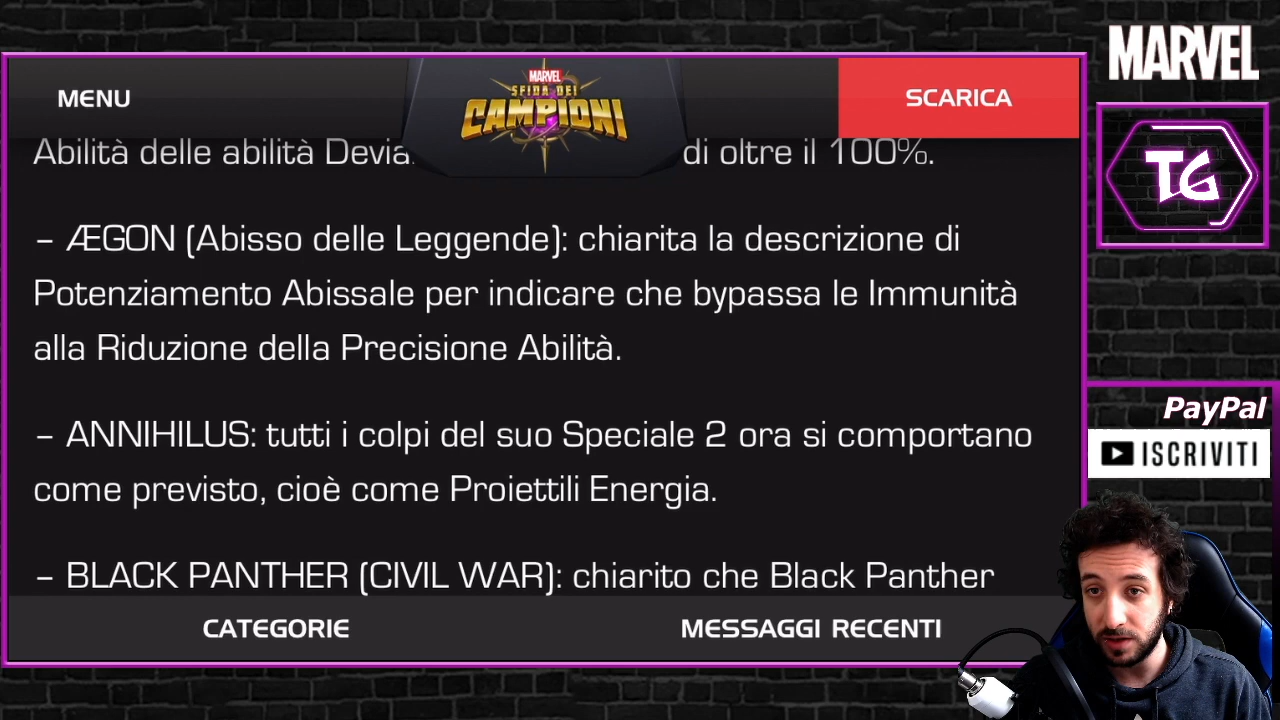 MARVEL
MENU
MARVEL
SFIDA DEI
CAMPIONI
SCARICA
Abilità delle abilità di oltre il 100%.
TG
– ÆGON (Abisso delle Leggende): chiarita la descrizione di
Potenziamento Abissale per indicare che bypassa le Immunità
alla Riduzione della Precisione Abilità.
– ANNIHILUS: tutti i colpi del suo Speciale 2 ora si comportano
come previsto, cioè come Proiettili Energia.
– BLACK PANTHER (CIVIL WAR): chiarito che Black Panther
PayPal
ISCRIVITI
CATEGORIE
MESSAGGI RECENTI